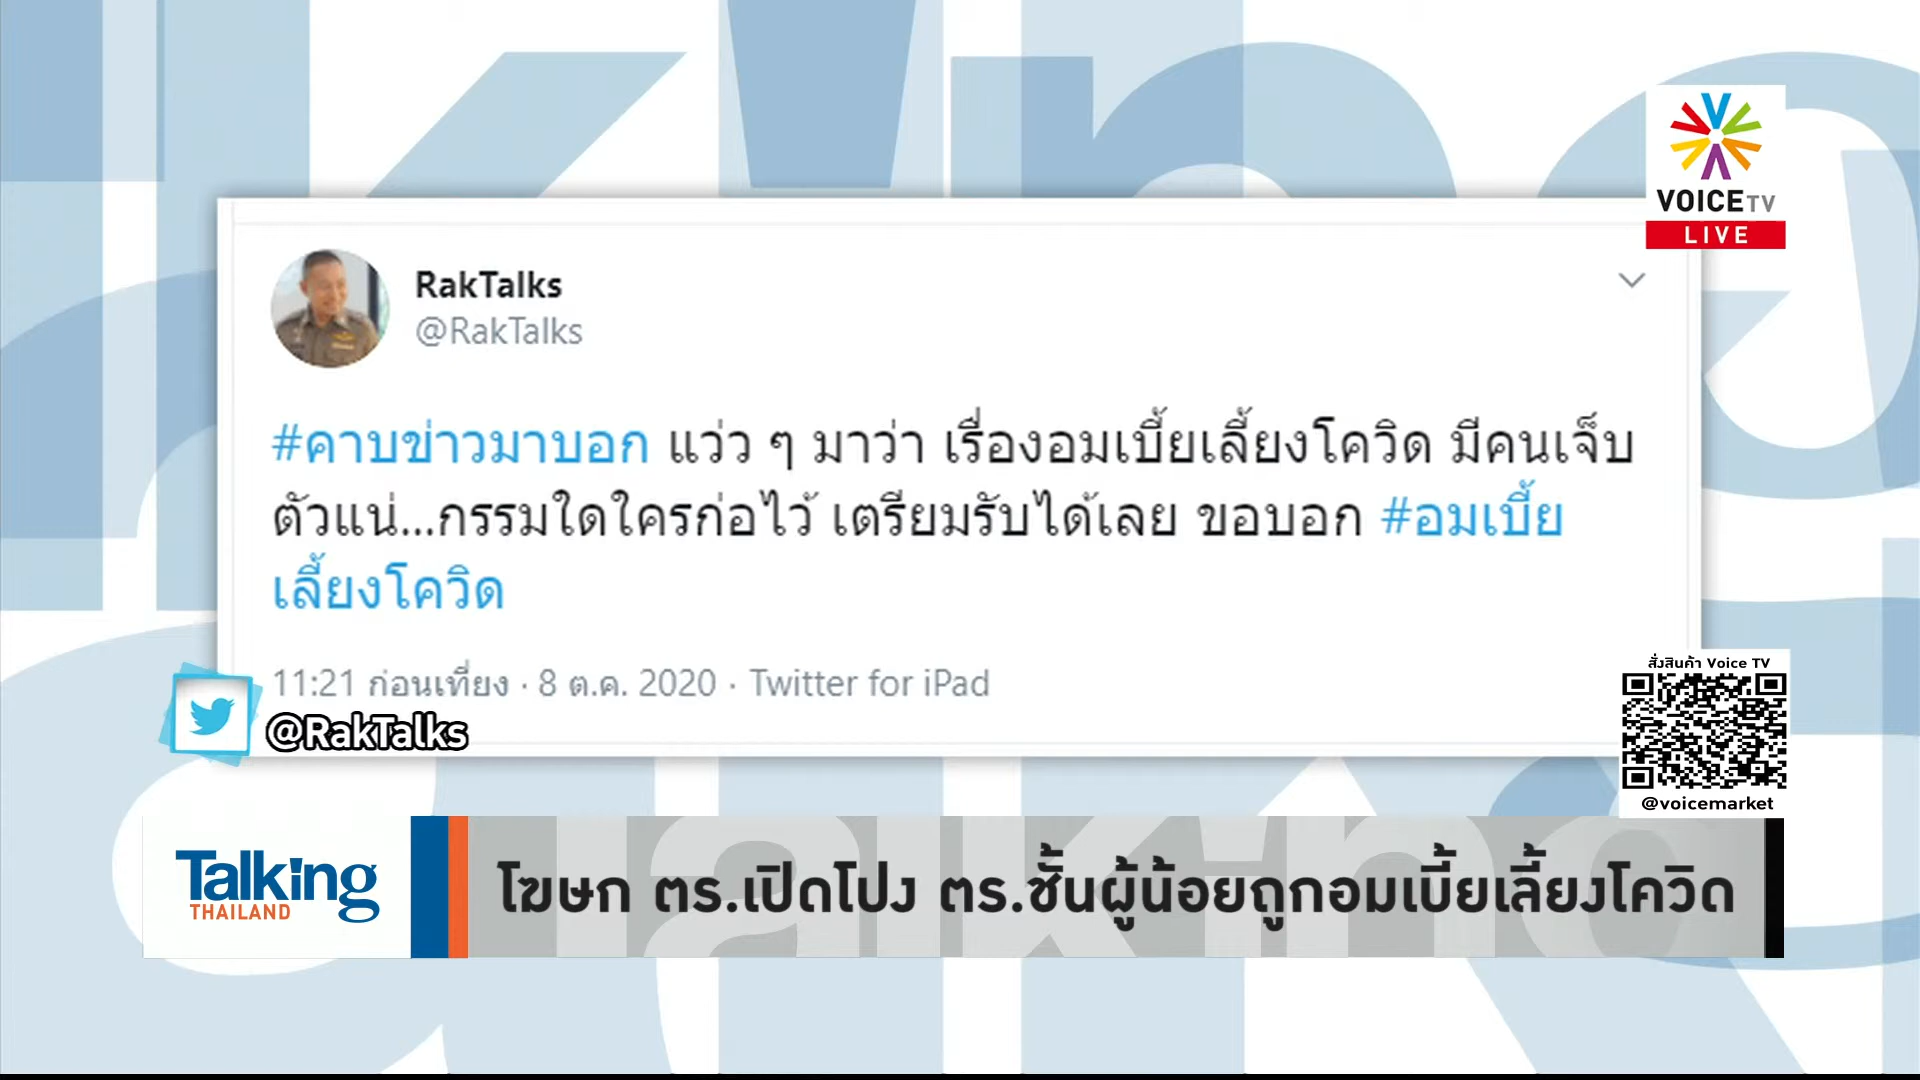 VOICE TV
LIVE
RakTalks
@RakTalks
#คาบข่าวมาบอก แว่ว ๆ มาว่า เรื่องอมเบี้ยเลี้ยงโควิด มีคนเจ็บ
ตัวแน่...กรรมใดใครก่อไว้ เตรียมรับได้เลย ขอบอก #อมเบี้ย
เลี้ยงโควิด
11:21 ก่อนเที่ยง · 8 ต.ค. 2020 · Twitter for iPad
@RakTalks
สั่งสินค้า Voice TV
@voicemarket
Talking
THAILAND
โฆษก ตร.เปิดโปง ตร.ชั้นผู้น้อยถูกอมเบี้ยเลี้ยงโควิด